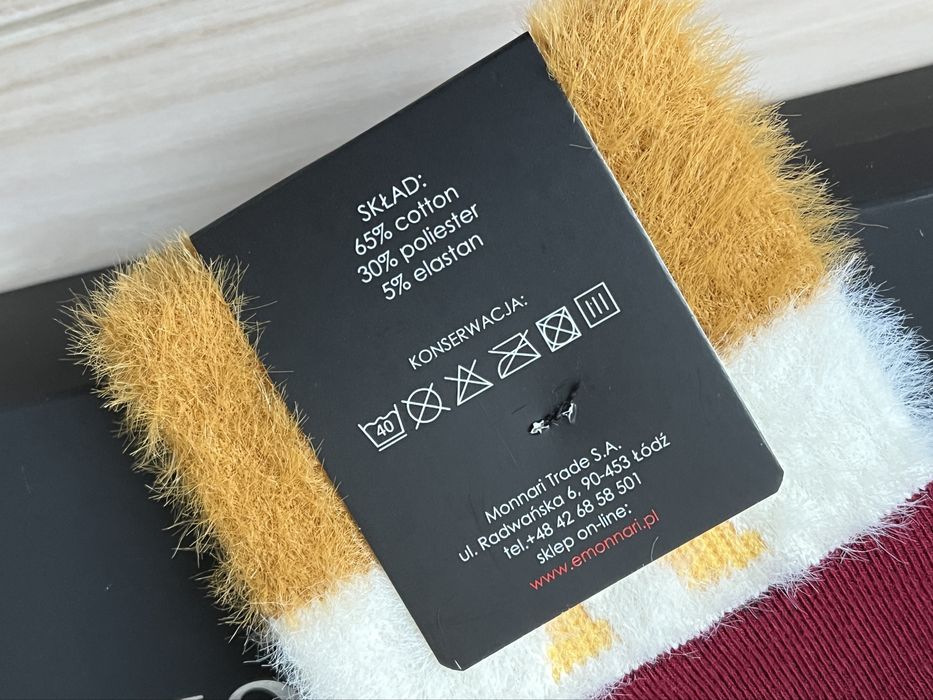 SKŁAD:
65% cotton
30% poliester
5% elastan
KONSERWACJA:
40
Monnari Trade S.A.
ul. Radwańska 6, 90-453 Łódź
tel.+48 42 68 58 501
sklep on-line:
www.emonnari.pl